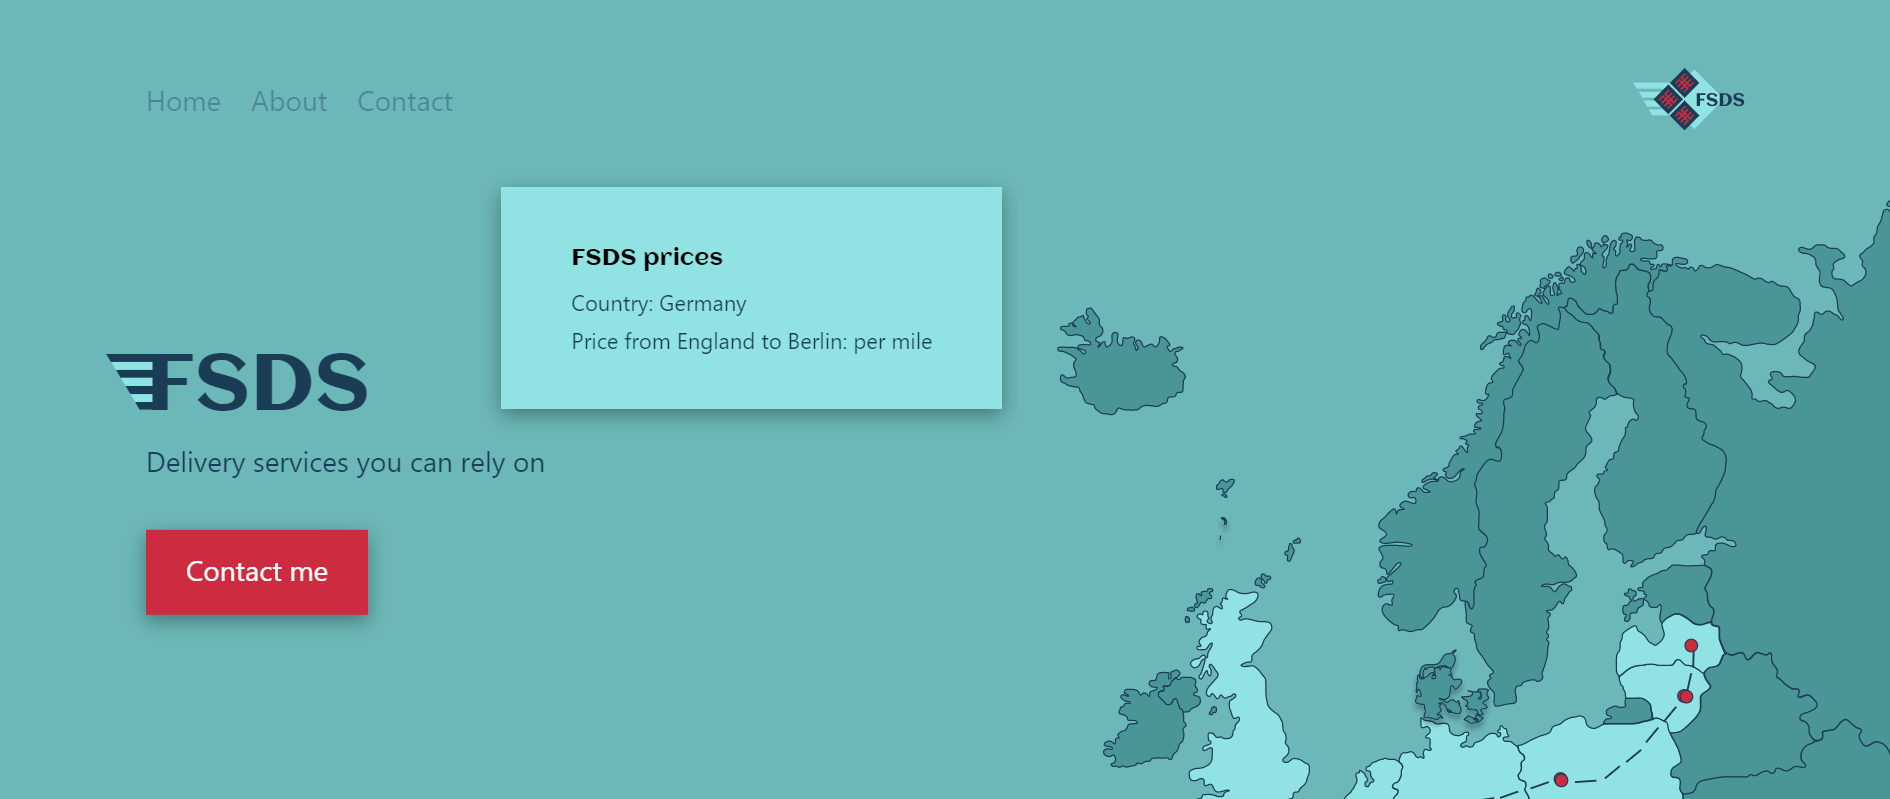 Home About Contact
FSDS
FSDS prices
Country: Germany
Price from England to Berlin: per mile
FSDS
Delivery services you can rely on
Contact me